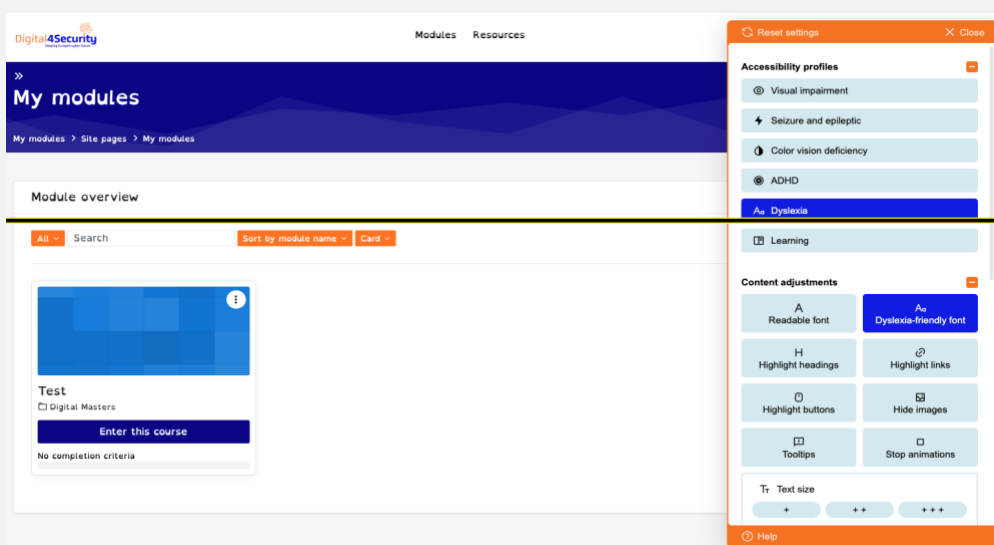 Digital4Security
Modules Resources
My modules
My modules > Site pages > My modules
Module overview
All Search Sort by module name Card
Test
Digital Masters
Enter this course
No completion criteria
Reset settings Close
Accessibility profiles
Visual impairment
Seizure and epileptic
Color vision deficiency
ADHD
Dyslexia
Learning
Content adjustments
Readable font
Dyslexia-friendly font
Highlight headings
Highlight links
Highlight buttons
Hide images
Tooltips
Stop animations
Text size
+ ++ +++
Help